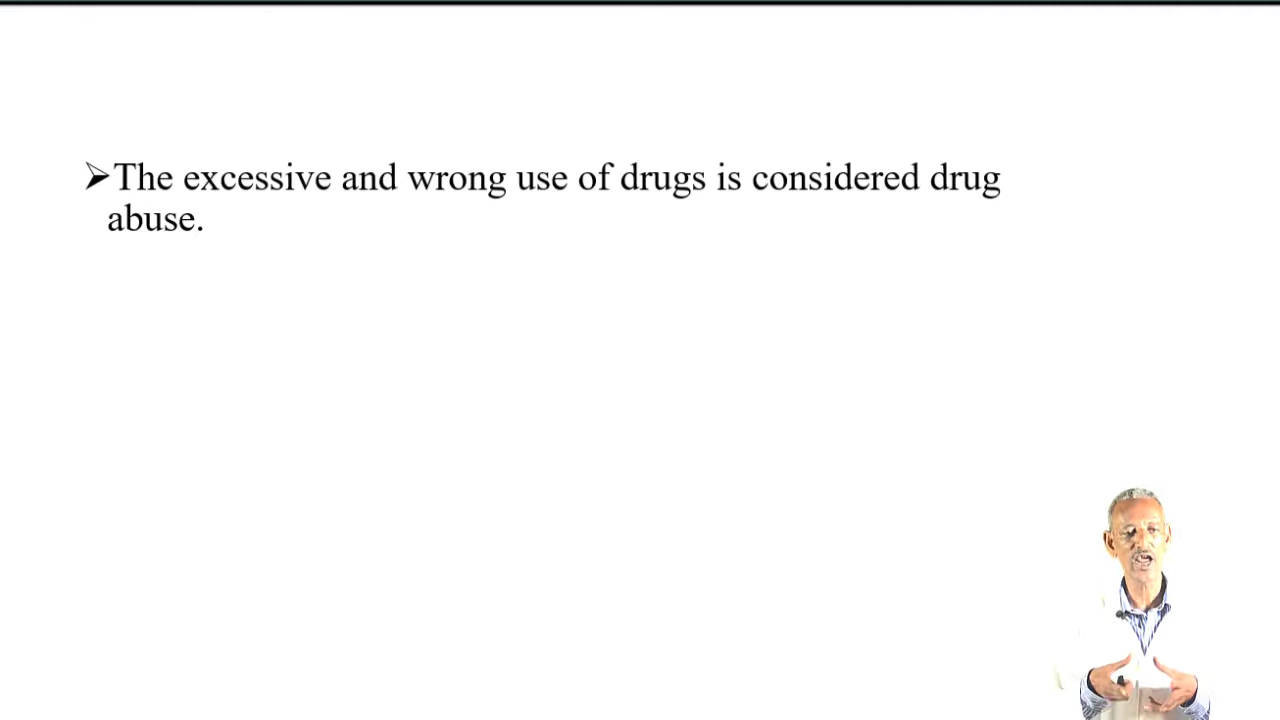 ➢The excessive and wrong use of drugs is considered drug
abuse.